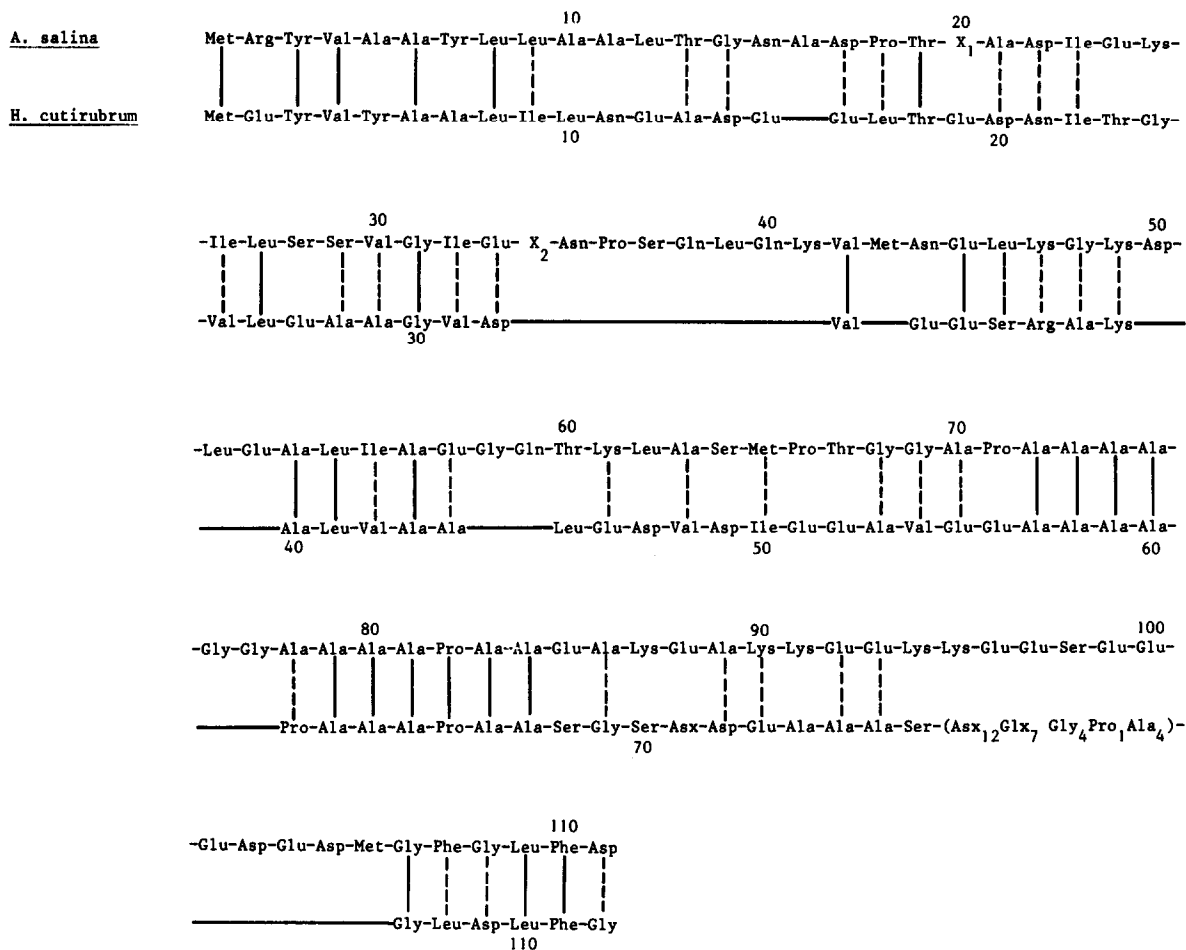 10 20
A. salina Met-Arg-Tyr-Val-Ala-Ala-Tyr-Leu-Leu-Ala-Ala-Leu-Thr-Gly-Asn-Ala-Asp-Pro-Thr- X₁-Ala-Asp-Ile-Glu-Lys-
H. cutirubrum Met-Glu-Tyr-Val-Tyr-Ala-Ala-Leu-Ile-Leu-Asn-Glu-Ala-Asp-Glu——Glu-Leu-Thr-Glu-Asp-Asn-Ile-Thr-Gly-
10 20
30 40 50
-Ile-Leu-Ser-Ser-Val-Gly-Ile-Glu- X₂-Asn-Pro-Ser-Gln-Leu-Gln-Lys-Val-Met-Asn-Glu-Leu-Lys-Gly-Lys-Asp-
-Val-Leu-Glu-Ala-Ala-Gly-Val-Asp——Val——Glu-Glu-Ser-Arg-Ala-Lys——
30
60 70
-Leu-Glu-Ala-Leu-Ile-Ala-Glu-Gly-Gln-Thr-Lys-Leu-Ala-Ser-Met-Pro-Thr-Gly-Gly-Ala-Pro-Ala-Ala-Ala-Ala-
——Ala-Leu-Val-Ala-Ala——Leu-Glu-Asp-Val-Asp-Ile-Glu-Glu-Ala-Val-Glu-Glu-Ala-Ala-Ala-Ala-
40 50 60
80 90 100
-Gly-Gly-Ala-Ala-Ala-Ala-Pro-Ala-Ala-Glu-Ala-Lys-Glu-Ala-Lys-Lys-Glu-Glu-Lys-Lys-Glu-Glu-Ser-Glu-Glu-
——Pro-Ala-Ala-Ala-Pro-Ala-Ala-Ser-Gly-Ser-Asx-Asp-Glu-Ala-Ala-Ala-Ser-(Asx₁₂Glx₇ Gly₄Pro₁Ala₄)-
70
110
-Glu-Asp-Glu-Asp-Met-Gly-Phe-Gly-Leu-Phe-Asp
——Gly-Leu-Asp-Leu-Phe-Gly
110